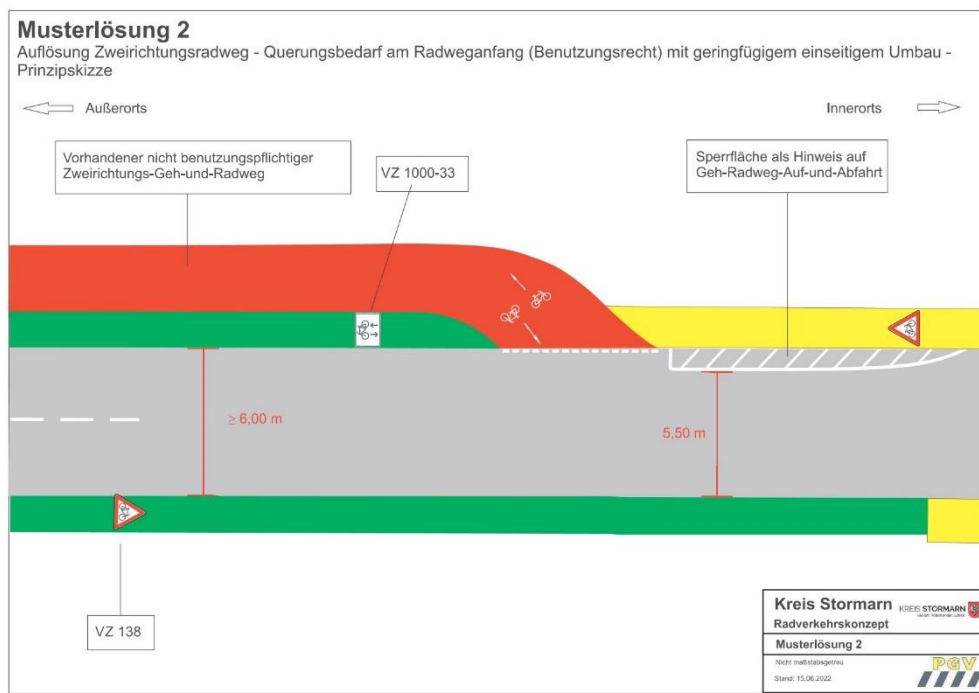 Musterlösung 2
Auflösung Zweirichtungsradweg - Querungsbedarf am Radweganfang (Benutzungsrecht) mit geringfügigem einseitigem Umbau -
Prinzipskizze
Außerorts
Innerorts
Vorhandener nicht benutzungspflichtiger
Zweirichtungs-Geh-und-Radweg
VZ 1000-33
Sperrfläche als Hinweis auf
Geh-Radweg-Auf-und-Abfahrt
≥ 6,00 m
5,50 m
VZ 138
Kreis Stormarn
KREIS STORMARN
Radverkehrskonzept
Musterlösung 2
Nicht maßstabsgetreu
Stand: 15.06.2022
PGV